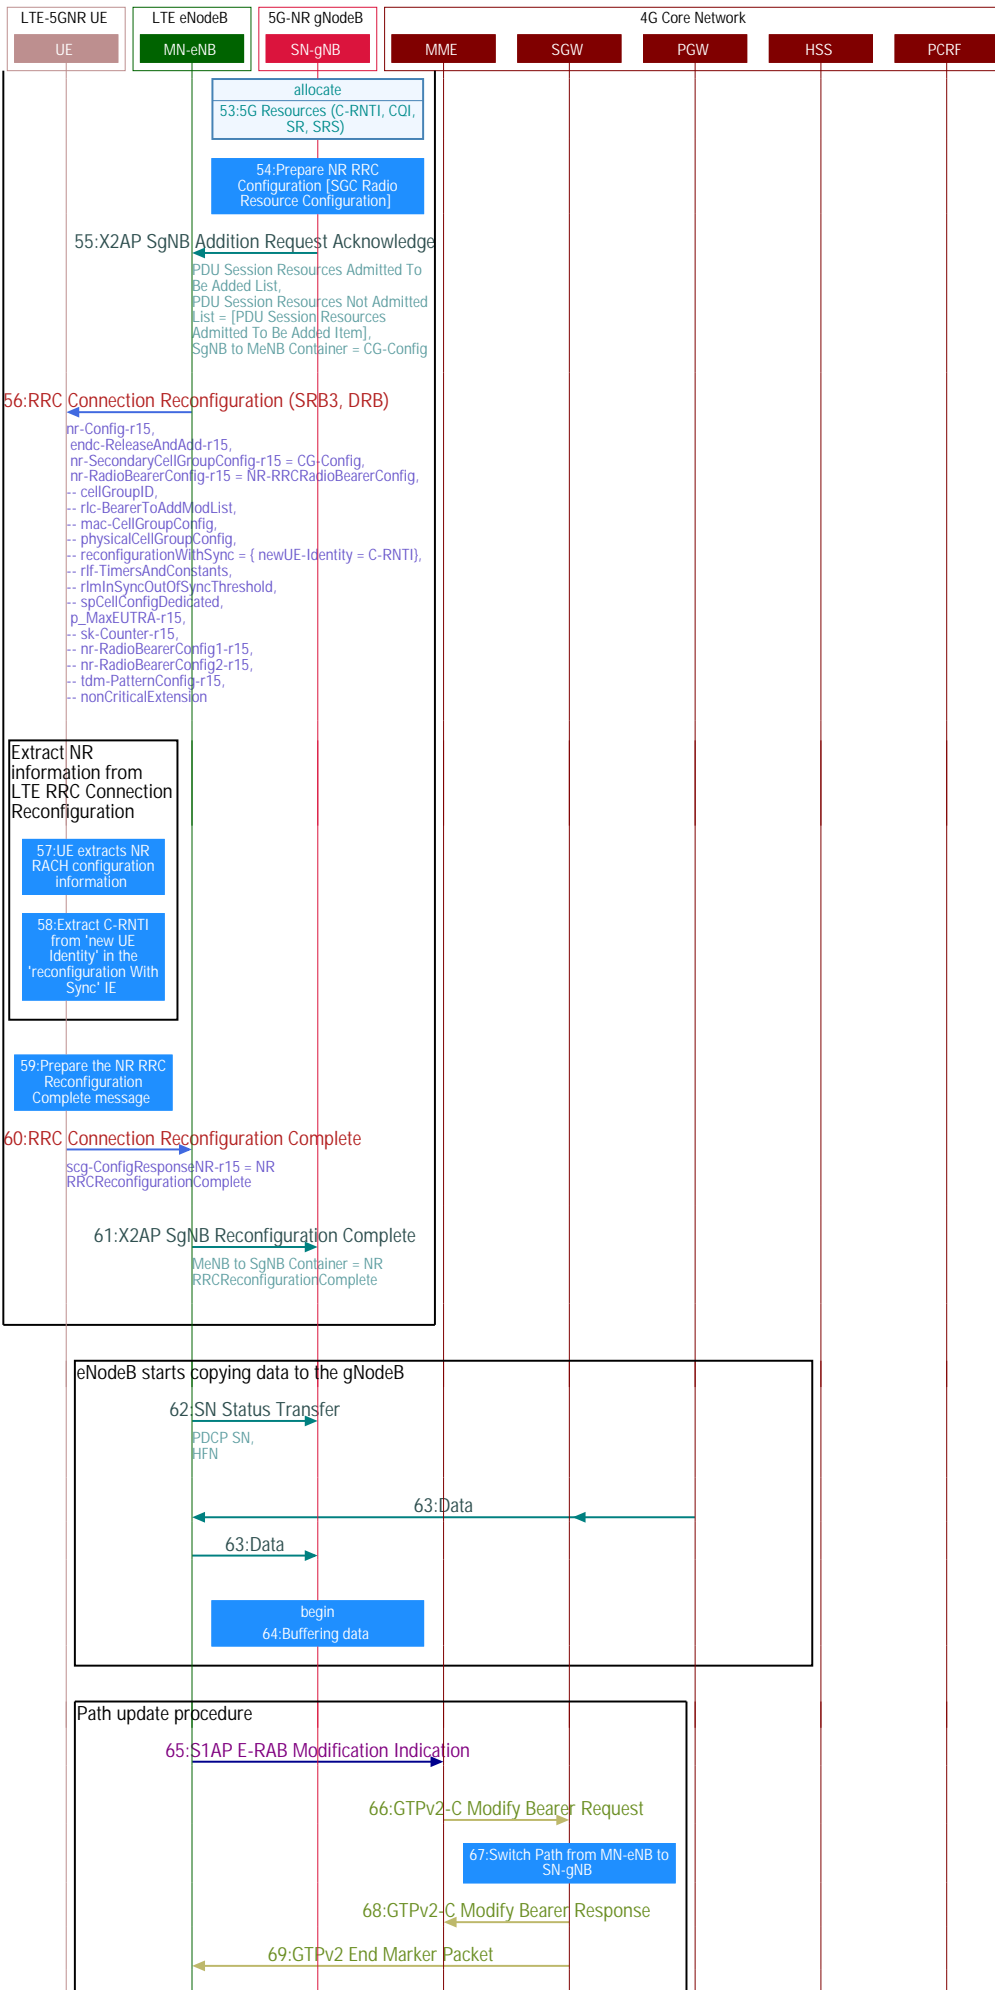 LTE-5GNR UE
LTE eNodeB
5G-NR gNodeB
4G Core Network
UE
MN-eNB
SN-gNB
MME
SGW
PGW
HSS
PCRF
allocate
53:5G Resources (C-RNTI, CQI,
SR, SRS)
54:Prepare NR RRC
Configuration [SGC Radio
Resource Configuration]
55:X2AP SgNB Addition Request Acknowledge
PDU Session Resources Admitted To
Be Added List,
PDU Session Resources Not Admitted
List = [PDU Session Resources
Admitted To Be Added Item],
SgNB to MeNB Container = CG-Config
56:RRC Connection Reconfiguration (SRB3, DRB)
nr-Config-r15,
endc-ReleaseAndAdd-r15,
nr-SecondaryCellGroupConfig-r15 = CG-Config,
nr-RadioBearerConfig-r15 = NR-RRCRadioBearerConfig,
-- cellGroupID,
-- rlc-BearerToAddModList,
-- mac-CellGroupConfig,
-- physicalCellGroupConfig,
-- reconfigurationWithSync = { newUE-Identity = C-RNTI},
-- rlf-TimersAndConstants,
-- rlmInSyncOutOfSyncThreshold,
-- spCellConfigDedicated,
p_MaxEUTRA-r15,
-- sk-Counter-r15,
-- nr-RadioBearerConfig1-r15,
-- nr-RadioBearerConfig2-r15,
-- tdm-PatternConfig-r15,
-- nonCriticalExtension
Extract NR
information from
LTE RRC Connection
Reconfiguration
57:UE extracts NR
RACH configuration
information
58:Extract C-RNTI
from 'new UE
Identity' in the
'reconfiguration With
Sync' IE
59:Prepare the NR RRC
Reconfiguration
Complete message
60:RRC Connection Reconfiguration Complete
scg-ConfigResponseNR-r15 = NR
RRCReconfigurationComplete
61:X2AP SgNB Reconfiguration Complete
MeNB to SgNB Container = NR
RRCReconfigurationComplete
eNodeB starts copying data to the gNodeB
62:SN Status Transfer
PDCP SN,
HFN
63:Data
63:Data
begin
64:Buffering data
Path update procedure
65:S1AP E-RAB Modification Indication
66:GTPv2-C Modify Bearer Request
67:Switch Path from MN-eNB to
SN-gNB
68:GTPv2-C Modify Bearer Response
69:GTPv2 End Marker Packet